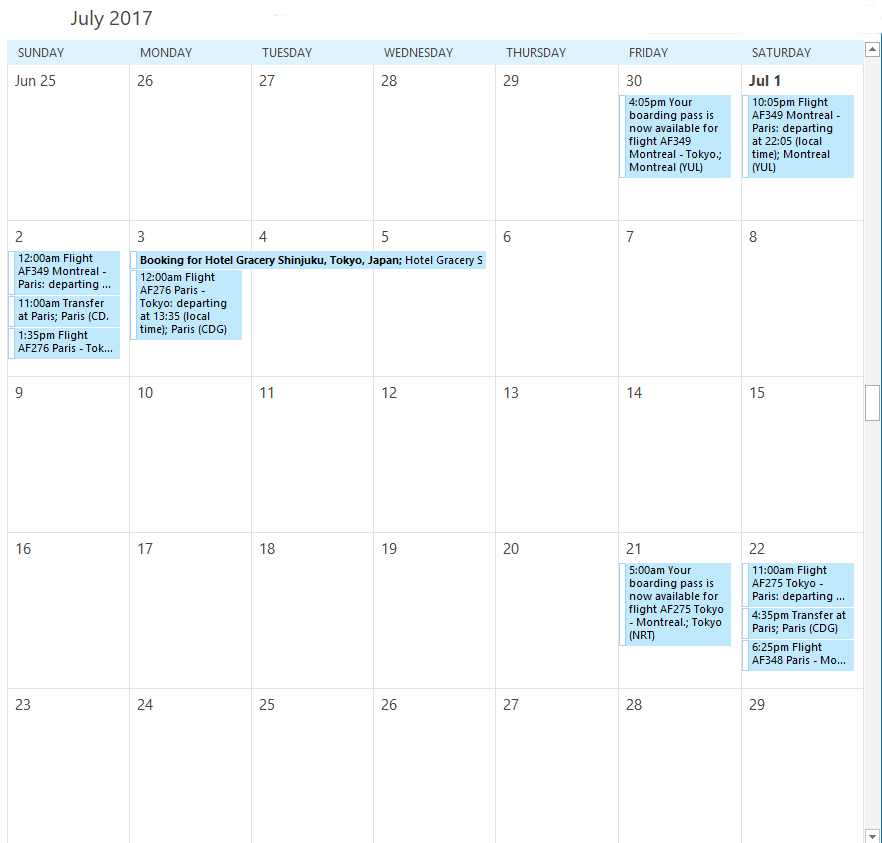 July 2017
SUNDAY MONDAY TUESDAY WEDNESDAY THURSDAY FRIDAY SATURDAY
Jun 25 26 27 28 29 30 Jul 1
4:05pm Your
boarding pass is
now available for
flight AF349
Montreal - Tokyo.;
Montreal (YUL)
10:05pm Flight
AF349 Montreal -
Paris: departing
at 22:05 (local
time); Montreal
(YUL)
2 3 4 5 6 7 8
12:00am Flight
AF349 Montreal -
Paris: departing ...
11:00am Transfer
at Paris; Paris (CD.
1:35pm Flight
AF276 Paris - Tok...
Booking for Hotel Gracery Shinjuku, Tokyo, Japan; Hotel Gracery S
12:00am Flight
AF276 Paris -
Tokyo: departing
at 13:35 (local
time); Paris (CDG)
9 10 11 12 13 14 15
16 17 18 19 20 21 22
5:00am Your
boarding pass is
now available for
flight AF275 Tokyo
- Montreal.; Tokyo
(NRT)
11:00am Flight
AF275 Tokyo -
Paris: departing ...
4:35pm Transfer at
Paris; Paris (CDG)
6:25pm Flight
AF348 Paris - Mo...
23 24 25 26 27 28 29